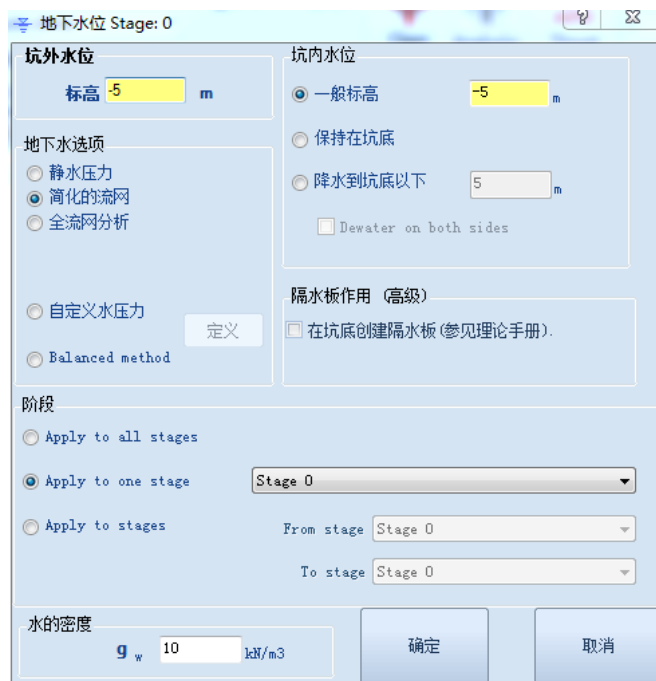 地下水位 Stage: 0
坑外水位
标高 -5 m
地下水选项
静水压力
简化的流网
全流网分析
自定义水压力
定义
Balanced method
坑内水位
一般标高 -5 m
保持在坑底
降水到坑底以下 5 m
Dewater on both sides
隔水板作用 (高级)
在坑底创建隔水板(参见理论手册).
阶段
Apply to all stages
Apply to one stage Stage 0
Apply to stages
From stage Stage 0
To stage Stage 0
水的密度
g w 10 kN/m3
确定
取消